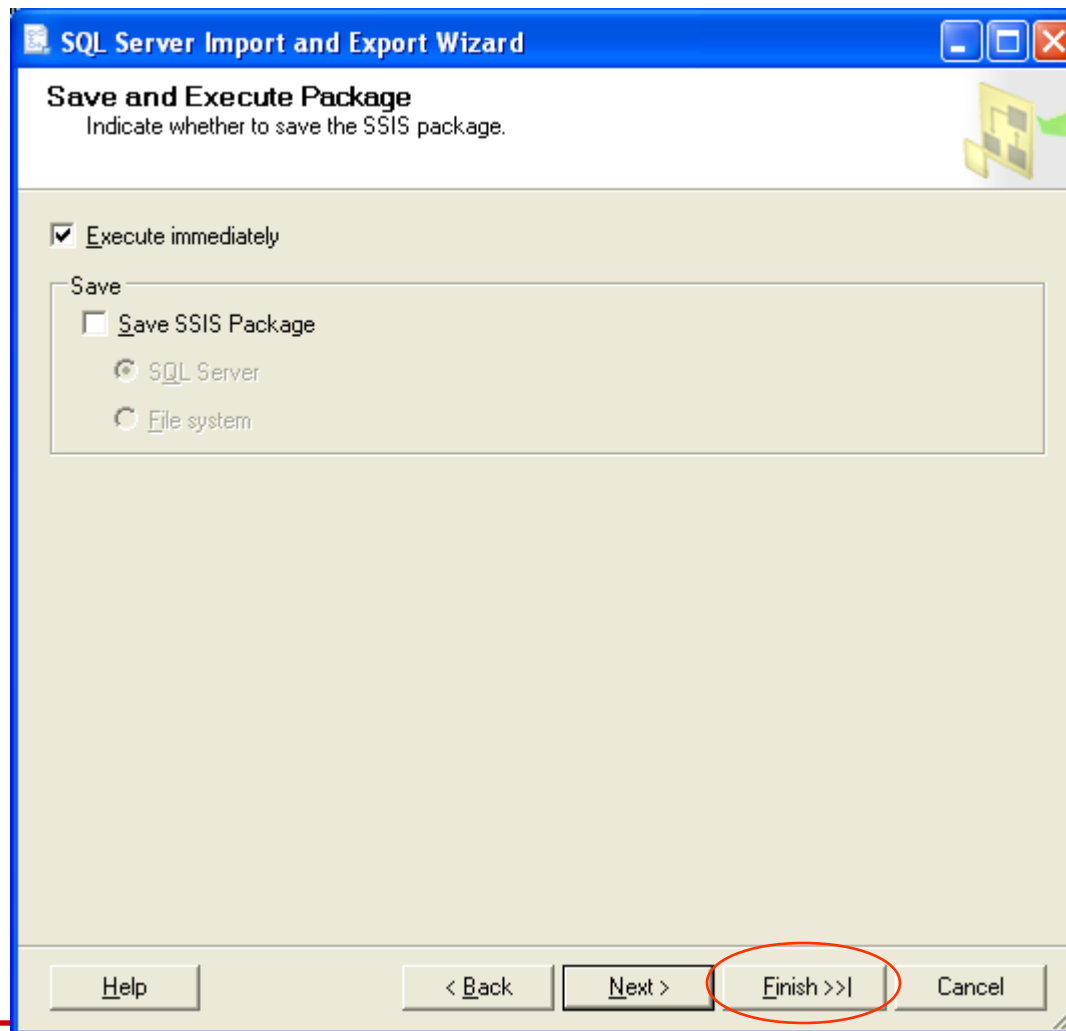 SQL Server Import and Export Wizard
Save and Execute Package
Indicate whether to save the SSIS package.
Execute immediately
Save
Save SSIS Package
SQL Server
File system
Help
< Back
Next >
Finish >>|
Cancel